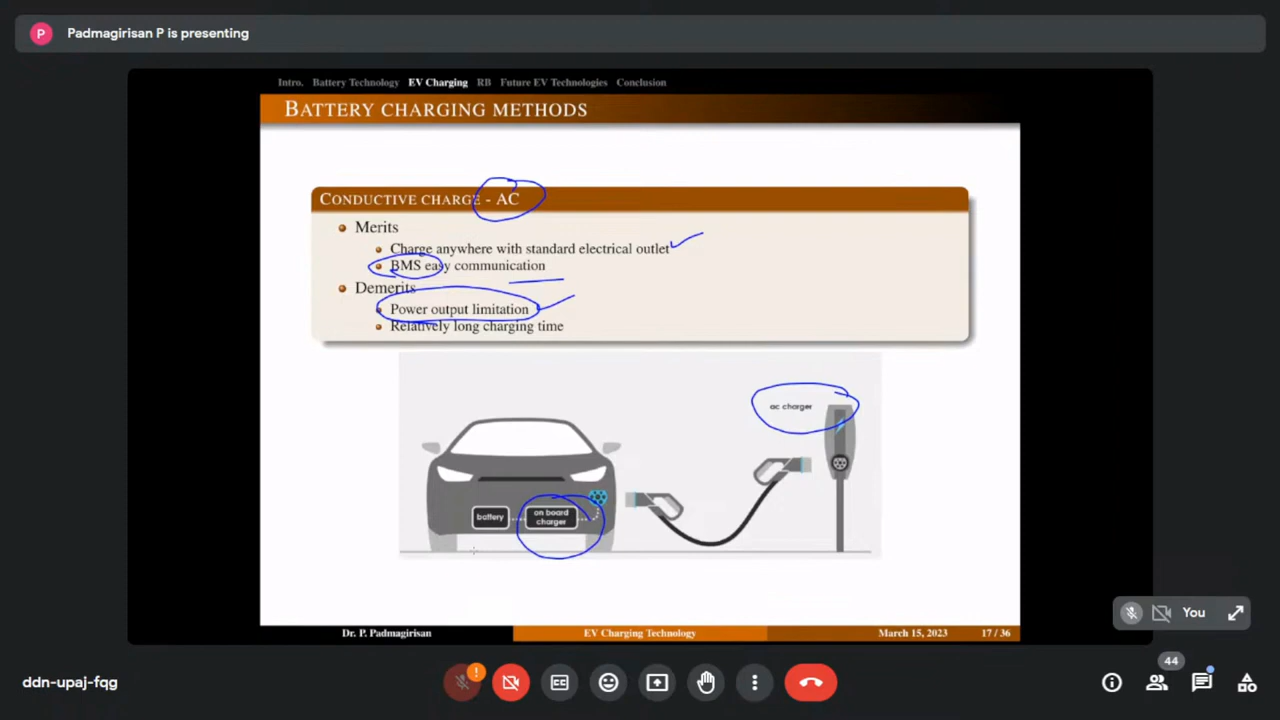 P
Padmagirisan P is presenting
Intro. Battery Technology EV Charging RB Future EV Technologies Conclusion
BATTERY CHARGING METHODS
CONDUCTIVE CHARGE - AC
Merits
Charge anywhere with standard electrical outlet
BMS easy communication
Demerits
Power output limitation
Relatively long charging time
ac charger
battery
on board
charger
You
Dr. P. Padmagirisan EV Charging Technology March 15, 2023 17 / 36
44
!
CC
ddn-upaj-fqg